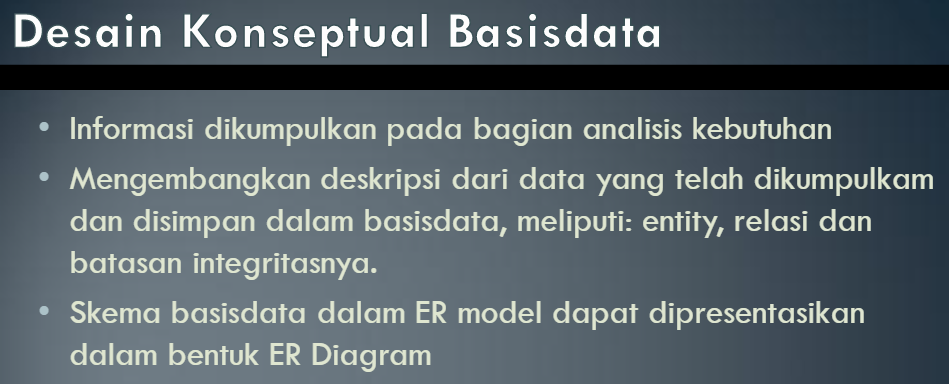 Desain Konseptual Basisdata
• Informasi dikumpulkan pada bagian analisis kebutuhan
• Mengembangkan deskripsi dari data yang telah dikumpulkam
dan disimpan dalam basisdata, meliputi: entity, relasi dan
batasan integritasnya.
• Skema basisdata dalam ER model dapat dipresentasikan
dalam bentuk ER Diagram